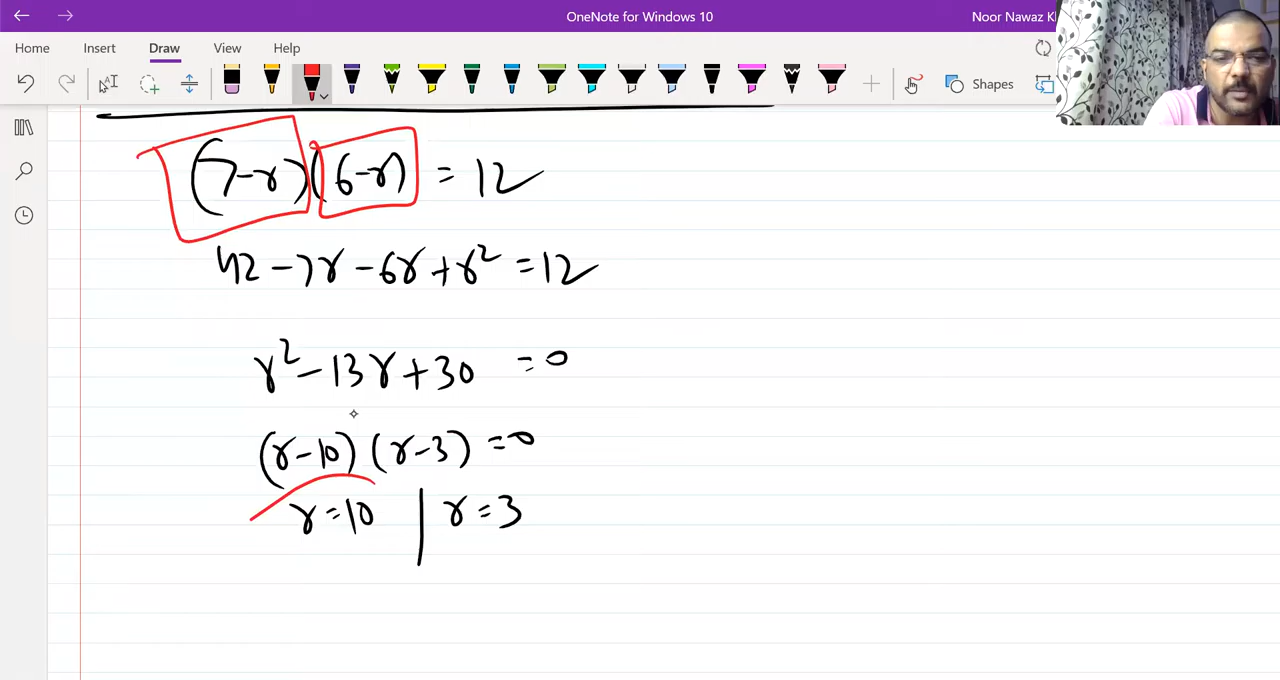 OneNote for Windows 10
Noor Nawaz Kh
Home Insert Draw View Help
Shapes
(7-r)(6-r) = 12
42-7r-6r+r² = 12
r²-13r+30 = 0
(r-10)(r-3) = 0
r=10 | r=3